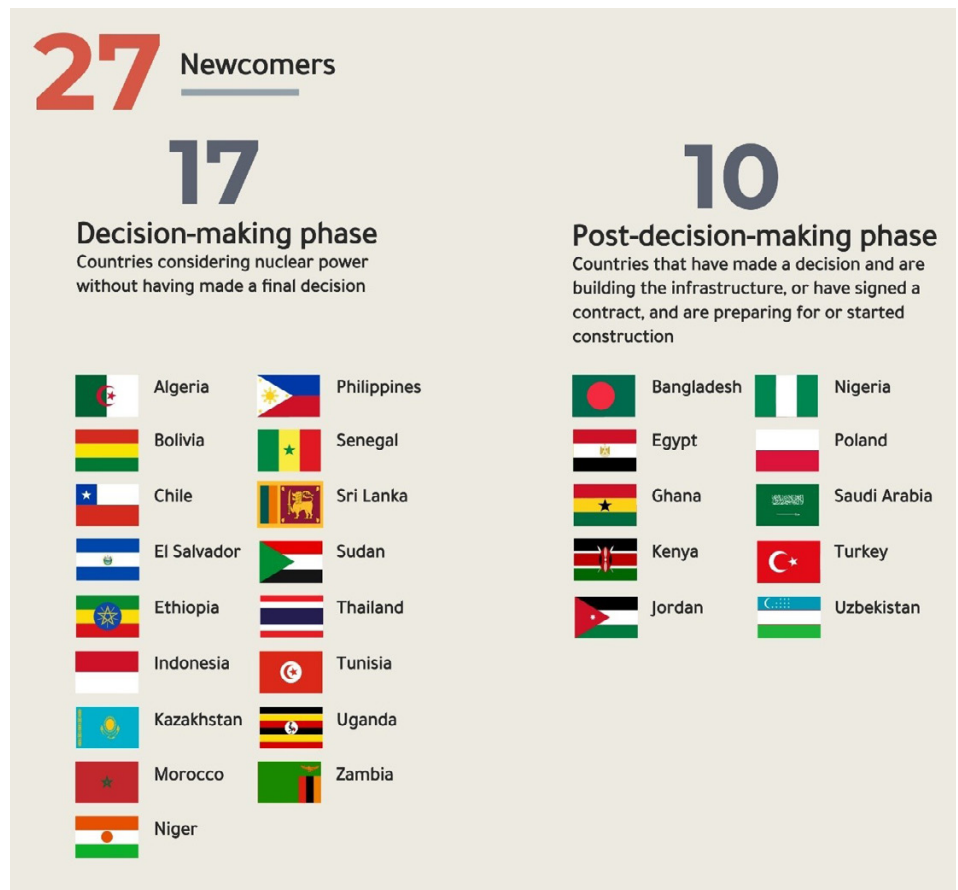 27 Newcomers
17
Decision-making phase
Countries considering nuclear power
without having made a final decision
Algeria
Bolivia
Chile
El Salvador
Ethiopia
Indonesia
Kazakhstan
Morocco
Niger
Philippines
Senegal
Sri Lanka
Sudan
Thailand
Tunisia
Uganda
Zambia
10
Post-decision-making phase
Countries that have made a decision and are
building the infrastructure, or have signed a
contract, and are preparing for or started
construction
Bangladesh
Egypt
Ghana
Kenya
Jordan
Nigeria
Poland
Saudi Arabia
Turkey
Uzbekistan